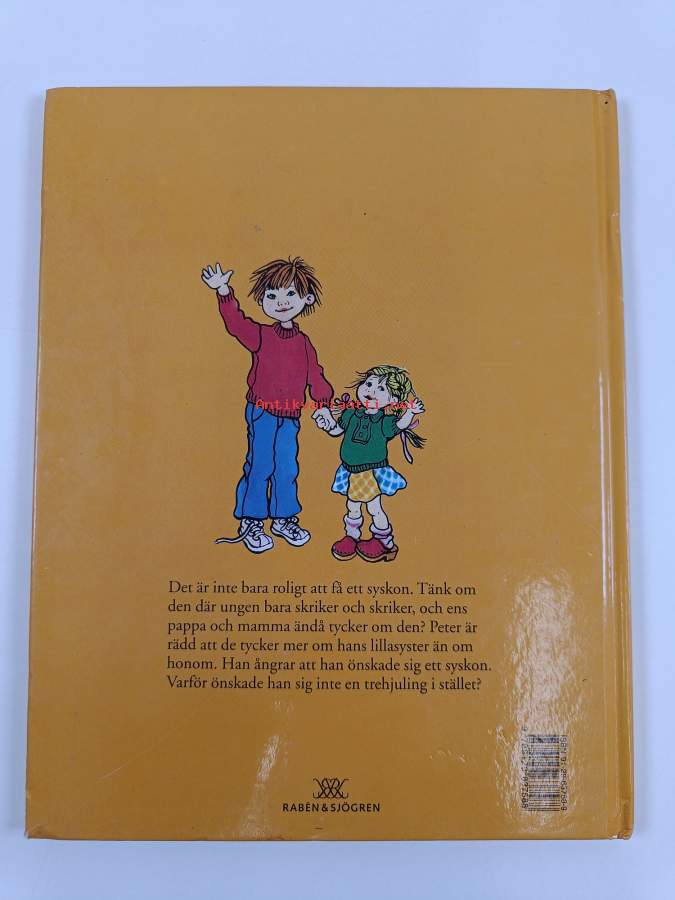 Antikvariaatti.net
Det är inte bara roligt att få ett syskon. Tänk om
den där ungen bara skriker och skriker, och ens
pappa och mamma ändå tycker om den? Peter är
rädd att de tycker mer om hans lillasyster än om
honom. Han ångrar att han önskade sig ett syskon.
Varför önskade han sig inte en trehjuling i stället?
RABÉN & SJÖGREN